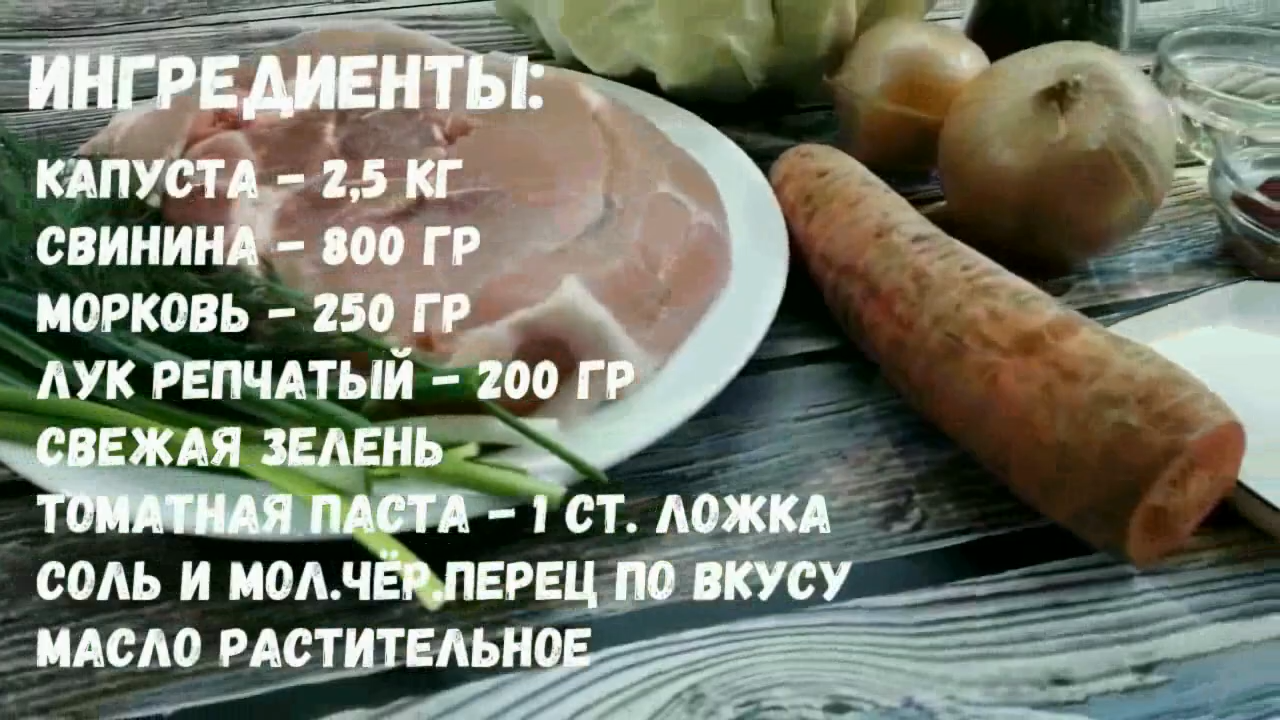 ИНГРЕДИЕНТЫ:
КАПУСТА – 2,5 КГ
СВИНИНА – 800 ГР
МОРКОВЬ – 250 ГР
ЛУК РЕПЧАТЫЙ – 200 ГР
СВЕЖАЯ ЗЕЛЕНЬ
ТОМАТНАЯ ПАСТА – 1 СТ. ЛОЖКА
СОЛЬ И МОЛ.ЧЁР.ПЕРЕЦ ПО ВКУСУ
МАСЛО РАСТИТЕЛЬНОЕ